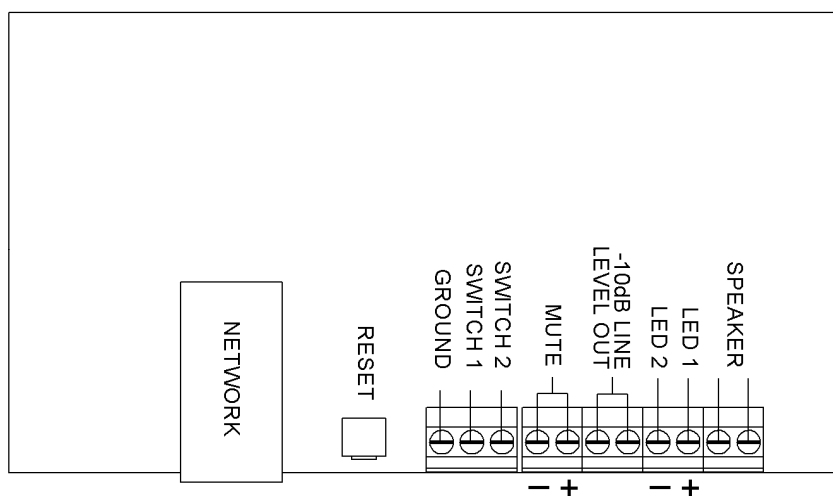 NETWORK
RESET
GROUND
SWITCH 1
SWITCH 2
MUTE
-10dB LINE
LEVEL OUT
LED 2
LED 1
SPEAKER
− +
− +